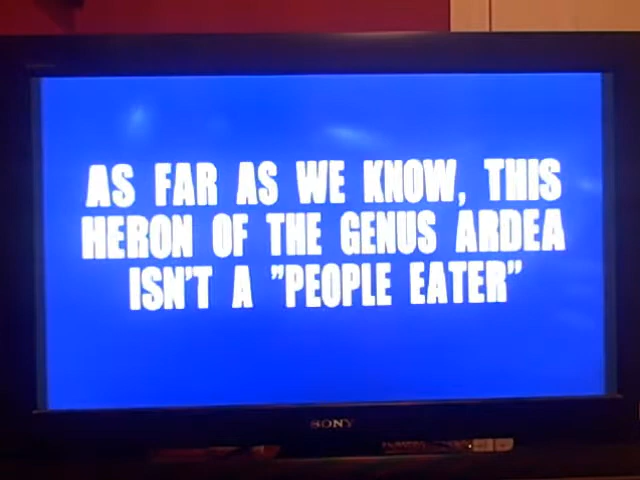 AS FAR AS WE KNOW, THIS
HERON OF THE GENUS ARDEA
ISN'T A "PEOPLE EATER"
SONY